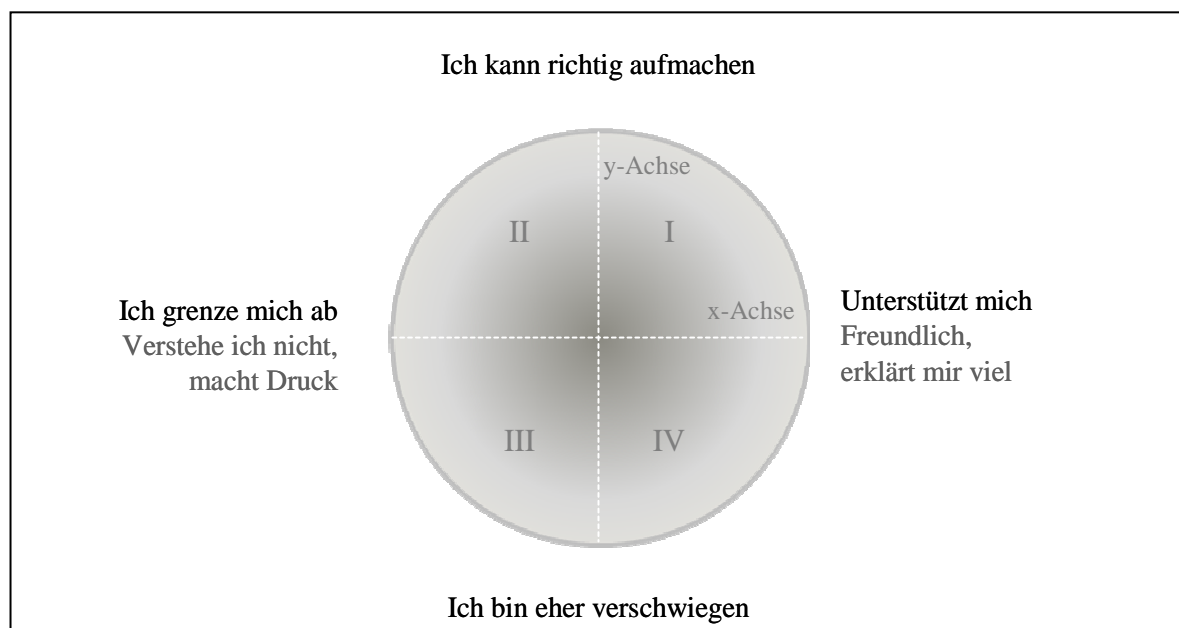 Ich kann richtig aufmachen
y-Achse
II
I
Ich grenze mich ab
Verstehe ich nicht,
macht Druck
x-Achse
Unterstützt mich
Freundlich,
erklärt mir viel
III
IV
Ich bin eher verschwiegen